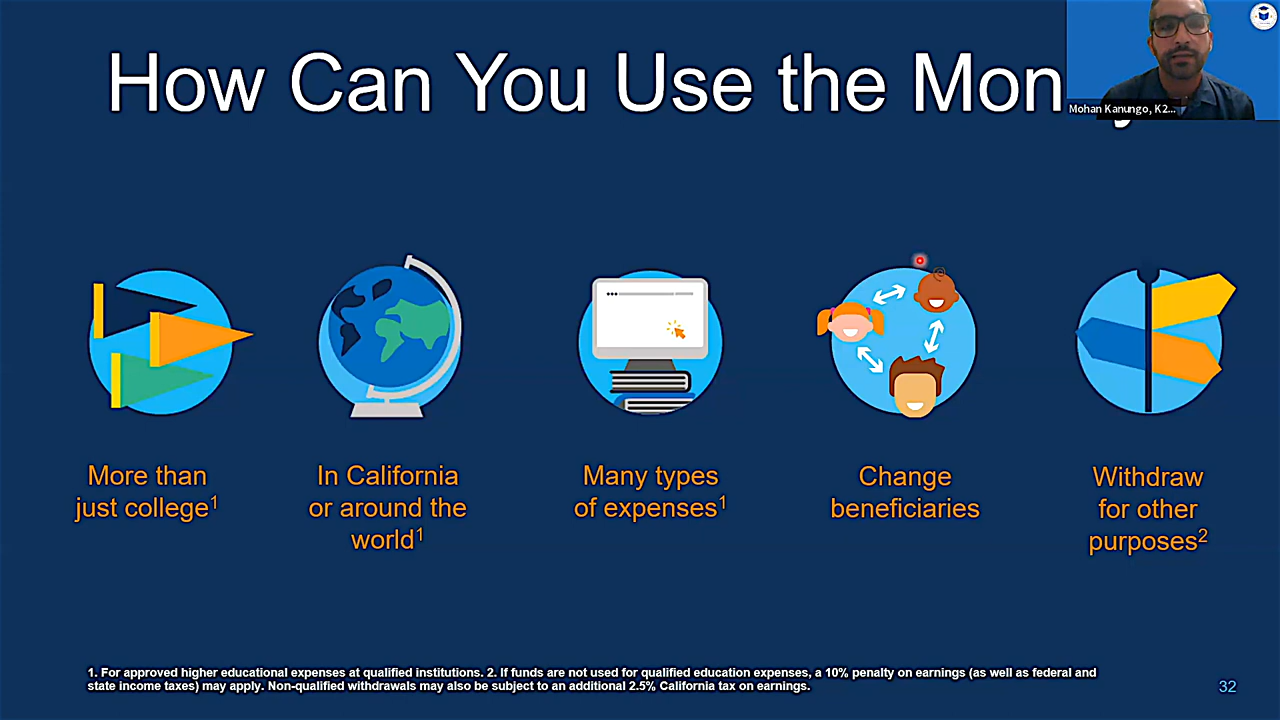 How Can You Use the Mon
Mohan Kanungo, K2...
More than
just college1
In California
or around the
world1
Many types
of expenses1
Change
beneficiaries
Withdraw
for other
purposes2
1. For approved higher educational expenses at qualified institutions. 2. If funds are not used for qualified education expenses, a 10% penalty on earnings (as well as federal and
state income taxes) may apply. Non-qualified withdrawals may also be subject to an additional 2.5% California tax on earnings.
32